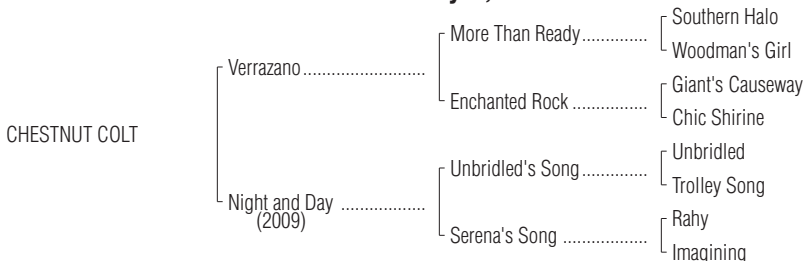 Southern Halo
More Than Ready..............
Woodman's Girl
Verrazano..........................
Giant's Causeway
Enchanted Rock ................
Chic Shirine
CHESTNUT COLT
Unbridled
Unbridled's Song..............
Trolley Song
Night and Day ..................
(2009)
Rahy
Serena's Song ..................
Imagining